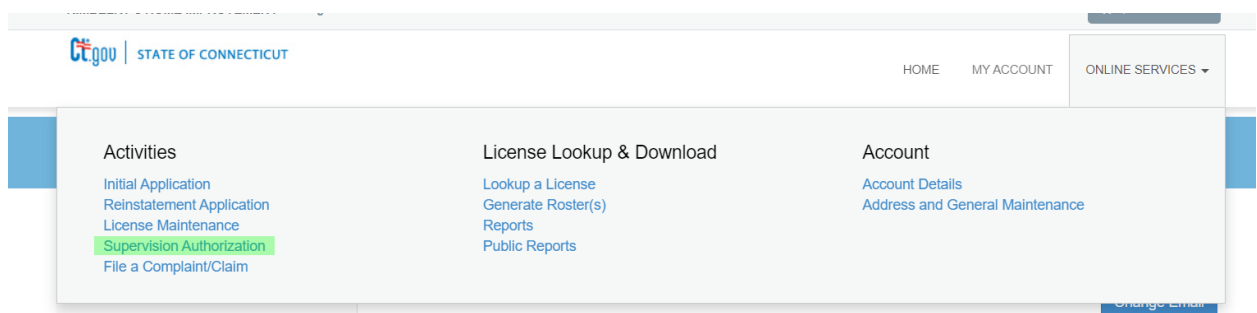 Ct.gov | STATE OF CONNECTICUT
HOME MY ACCOUNT ONLINE SERVICES
Activities
Initial Application
Reinstatement Application
License Maintenance
Supervision Authorization
File a Complaint/Claim
License Lookup & Download
Lookup a License
Generate Roster(s)
Reports
Public Reports
Account
Account Details
Address and General Maintenance
Change Email